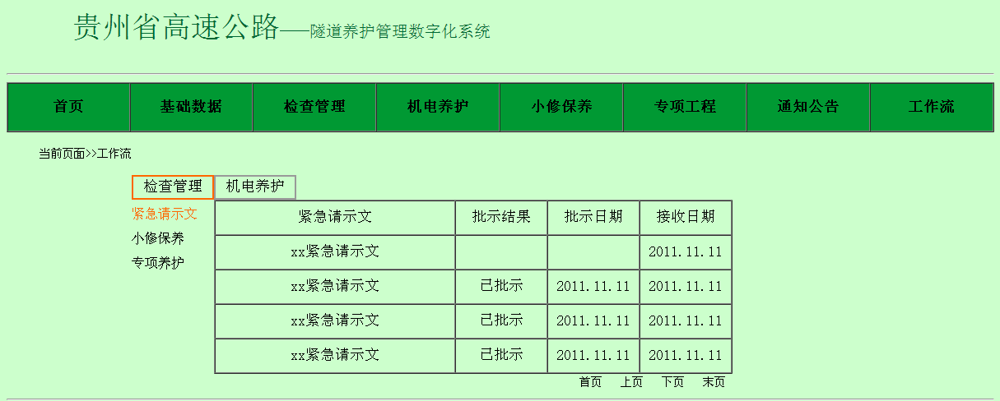 贵州省高速公路——隧道养护管理数字化系统
首页 基础数据 检查管理 机电养护 小修保养 专项工程 通知公告 工作流
当前页面>>工作流
检查管理 机电养护
紧急请示文
小修保养
专项养护
紧急请示文 批示结果 批示日期 接收日期
xx紧急请示文 2011.11.11
xx紧急请示文 已批示 2011.11.11 2011.11.11
xx紧急请示文 已批示 2011.11.11 2011.11.11
xx紧急请示文 已批示 2011.11.11 2011.11.11
首页 上页 下页 末页